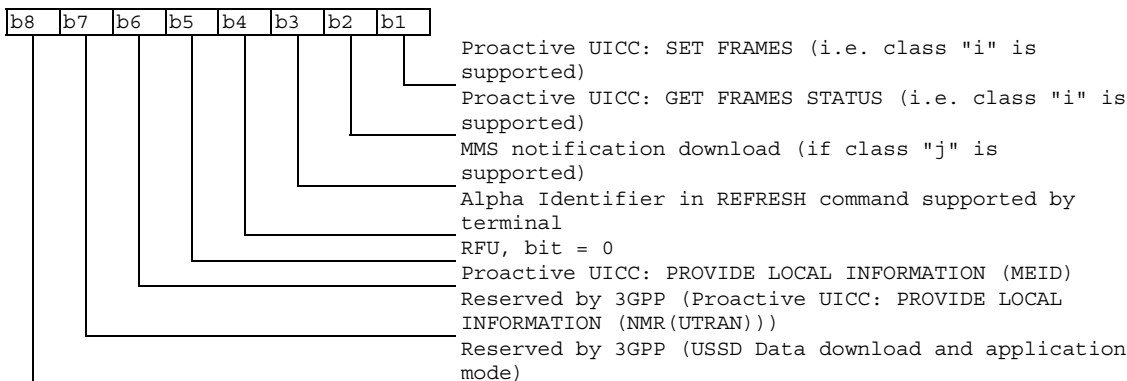 b8 b7 b6 b5 b4 b3 b2 b1
Proactive UICC: SET FRAMES (i.e. class "i" is
supported)
Proactive UICC: GET FRAMES STATUS (i.e. class "i" is
supported)
MMS notification download (if class "j" is
supported)
Alpha Identifier in REFRESH command supported by
terminal
RFU, bit = 0
Proactive UICC: PROVIDE LOCAL INFORMATION (MEID)
Reserved by 3GPP (Proactive UICC: PROVIDE LOCAL
INFORMATION (NMR(UTRAN)))
Reserved by 3GPP (USSD Data download and application
mode)